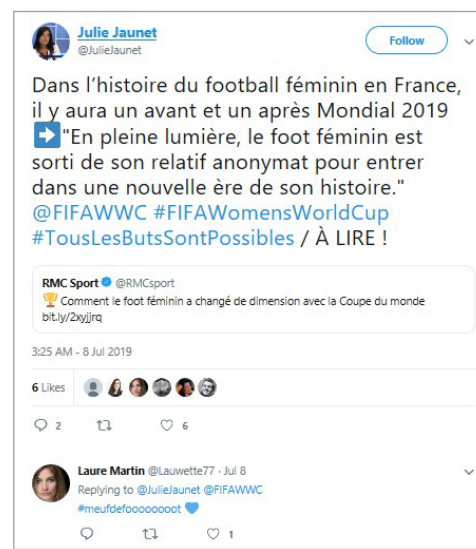 Julie Jaunet
@JulieJaunet
Follow
Dans l'histoire du football féminin en France,
il y aura un avant et un après Mondial 2019
➡"En pleine lumière, le foot féminin est
sorti de son relatif anonymat pour entrer
dans une nouvelle ère de son histoire."
@FIFAWWC #FIFAWomensWorldCup
#TousLesButsSontPossibles / À LIRE !
RMC Sport @RMCsport
🏆Comment le foot féminin a changé de dimension avec la Coupe du monde
bit.ly/2xyjjrq
3:25 AM - 8 Jul 2019
6 Likes
2 6
Laure Martin @Lauwette77 · Jul 8
Replying to @JulieJaunet @FIFAWWC
#meufdefoooooooot 💙
1